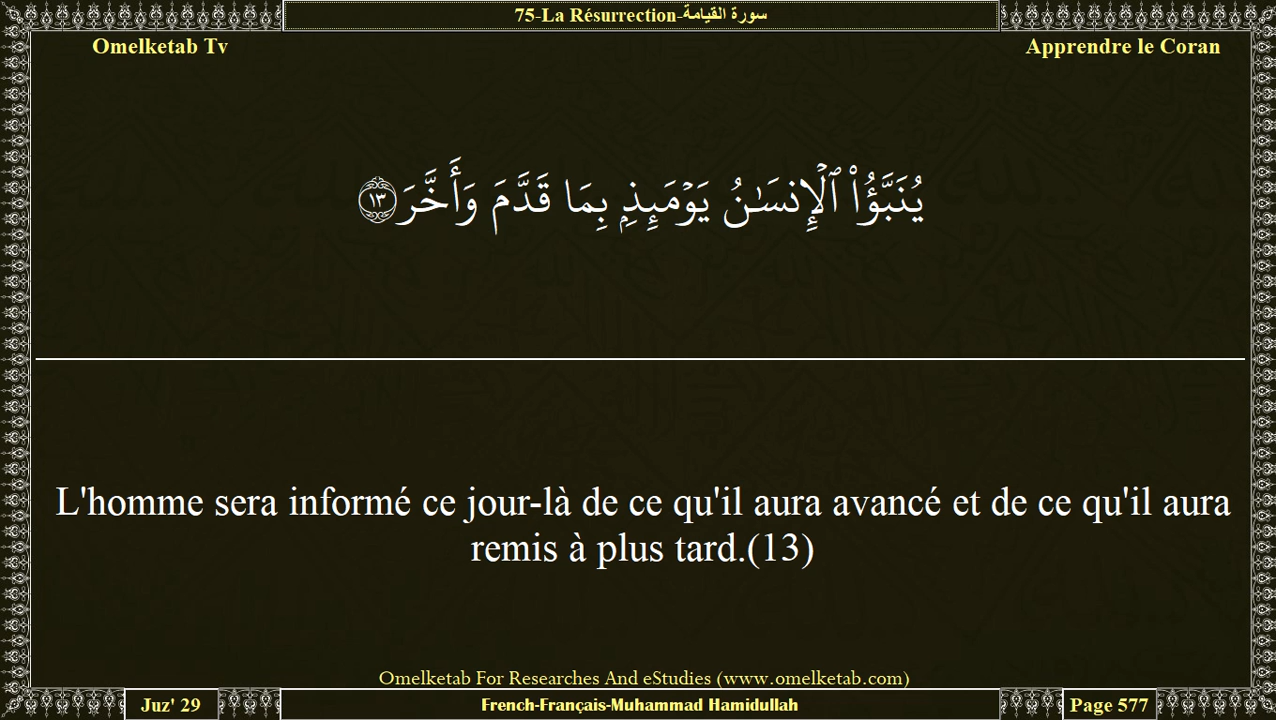 75-La Résurrection-سورة القيامة
Omelketab Tv
Apprendre le Coran
يُنَبَّؤُاْ ٱلْإِنسَـٰنُ يَوْمَئِذِۭ بِمَا قَدَّمَ وَأَخَّرَ ١٣
L'homme sera informé ce jour-là de ce qu'il aura avancé et de ce qu'il aura
remis à plus tard.(13)
Omelketab For Researches And eStudies (www.omelketab.com)
Juz' 29
French-Français-Muhammad Hamidullah
Page 577